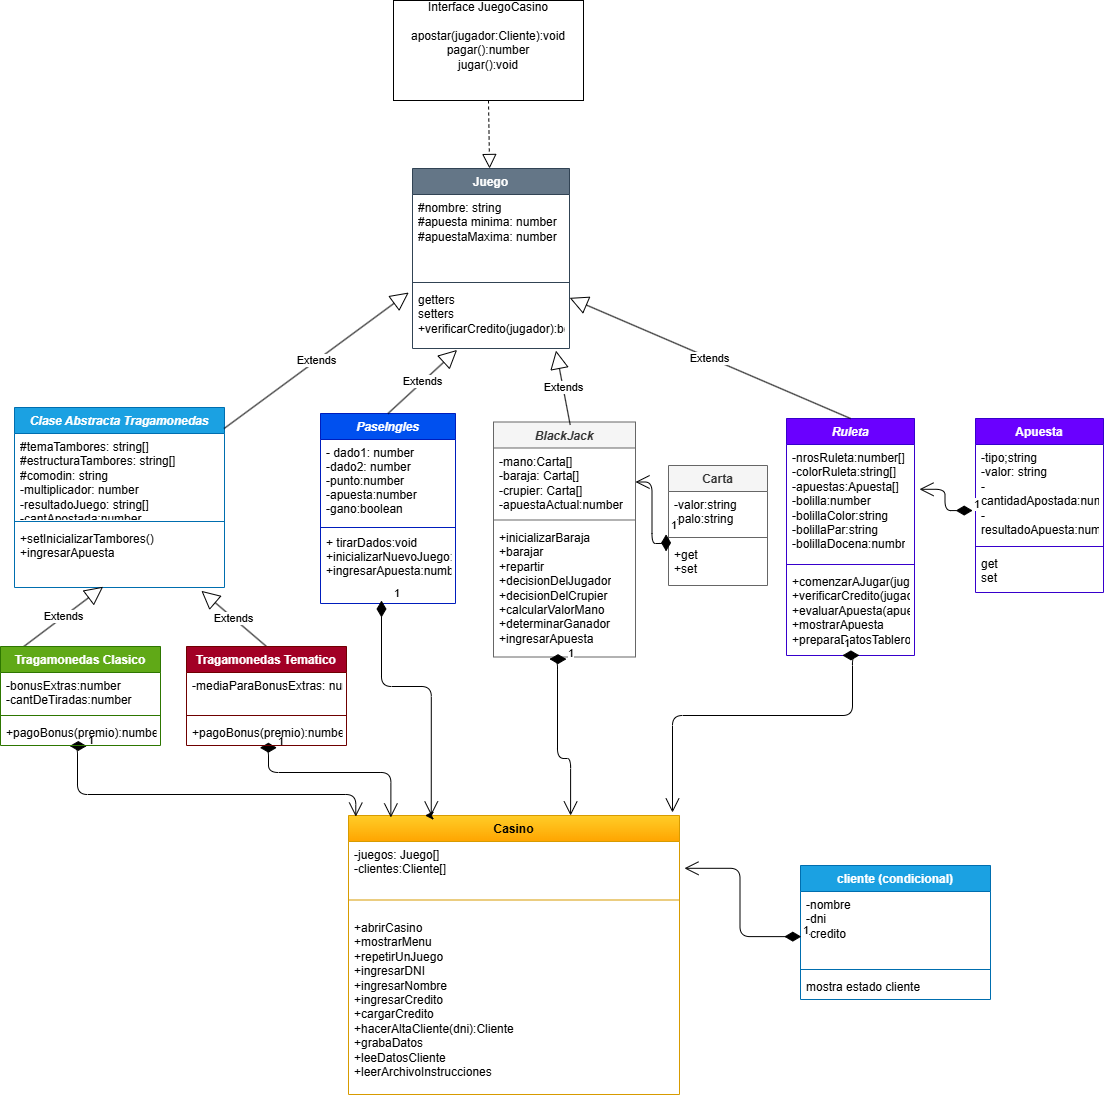 Interface JuegoCasino
apostar(jugador:Cliente):void
pagar():number
jugar():void
Juego
#nombre: string
#apuesta minima: number
#apuestaMaxima: number
getters
setters
+verificarCredito(jugador):b
Extends
Extends
Extends
Extends
Clase Abstracta Tragamonedas
#temaTambores: string[]
#estructuraTambores: string[]
#comodin: string
-multiplicador: number
-resultadoJuego: string[]
-cantApostada:number
+setInicializarTambores()
+ingresarApuesta
PaseIngles
- dado1: number
-dado2: number
-punto:number
-apuesta:number
-gano:boolean
+ tirarDados:void
+inicializarNuevoJuego:
+ingresarApuesta:numb
1
BlackJack
-mano:Carta[]
-baraja: Carta[]
-crupier: Carta[]
-apuestaActual:number
+inicializarBaraja
+barajar
+repartir
+decisionDelJugador
+decisionDelCrupier
+calcularValorMano
+determinarGanador
+ingresarApuesta
1
Carta
-valor:string
palo:string
1
+get
+set
Ruleta
-nrosRuleta:number[]
-colorRuleta:string[]
-apuestas:Apuesta[]
-bolilla:number
-bolillaColor:string
-bolillaPar:string
-bolillaDocena:numbr
+comenzarAJugar(jug
+verificarCredito(jugad
+evaluarApuesta(apue
+mostrarApuesta
+preparaDatosTablero
1
Apuesta
-tipo;string
-valor: string
-
cantidadApostada:num
-
resultadoApuesta:num
1
get
set
Extends
Extends
Tragamonedas Clasico
-bonusExtras:number
-cantDeTiradas:number
+pagoBonus(premio):numbe
1
Tragamonedas Tematico
-mediaParaBonusExtras: nu
+pagoBonus(premio):numbe
1
Casino
-juegos: Juego[]
-clientes:Cliente[]
+abrirCasino
+mostrarMenu
+repetirUnJuego
+ingresarDNI
+ingresarNombre
+ingresarCredito
+cargarCredito
+hacerAltaCliente(dni):Cliente
+grabaDatos
+leeDatosCliente
+leerArchivoInstrucciones
cliente (condicional)
-nombre
-dni
credito
1
mostra estado cliente